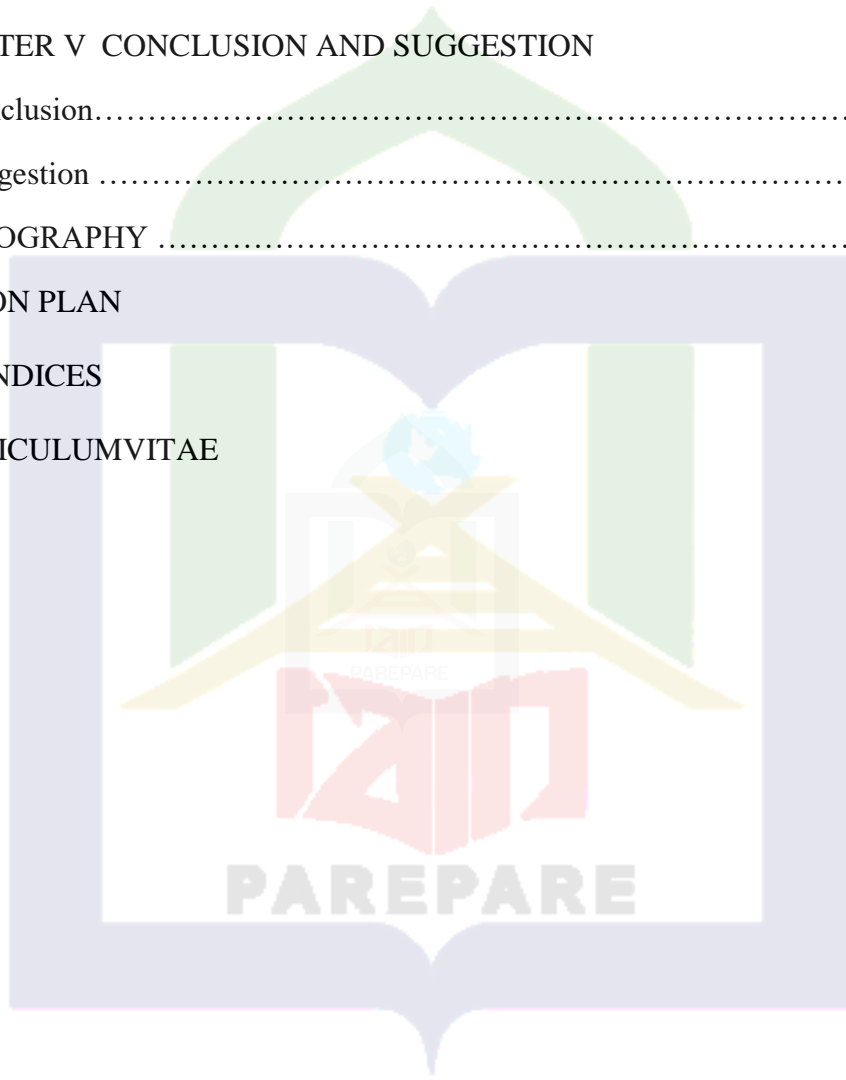 TER V CONCLUSION AND SUGGESTION
clusion……………………………………………………………………
gestion ……………………………………………………………………
OGRAPHY ………………………………………………………………
ON PLAN
NDICES
ICULUMVITAE
PAREPARE
PAREPARE